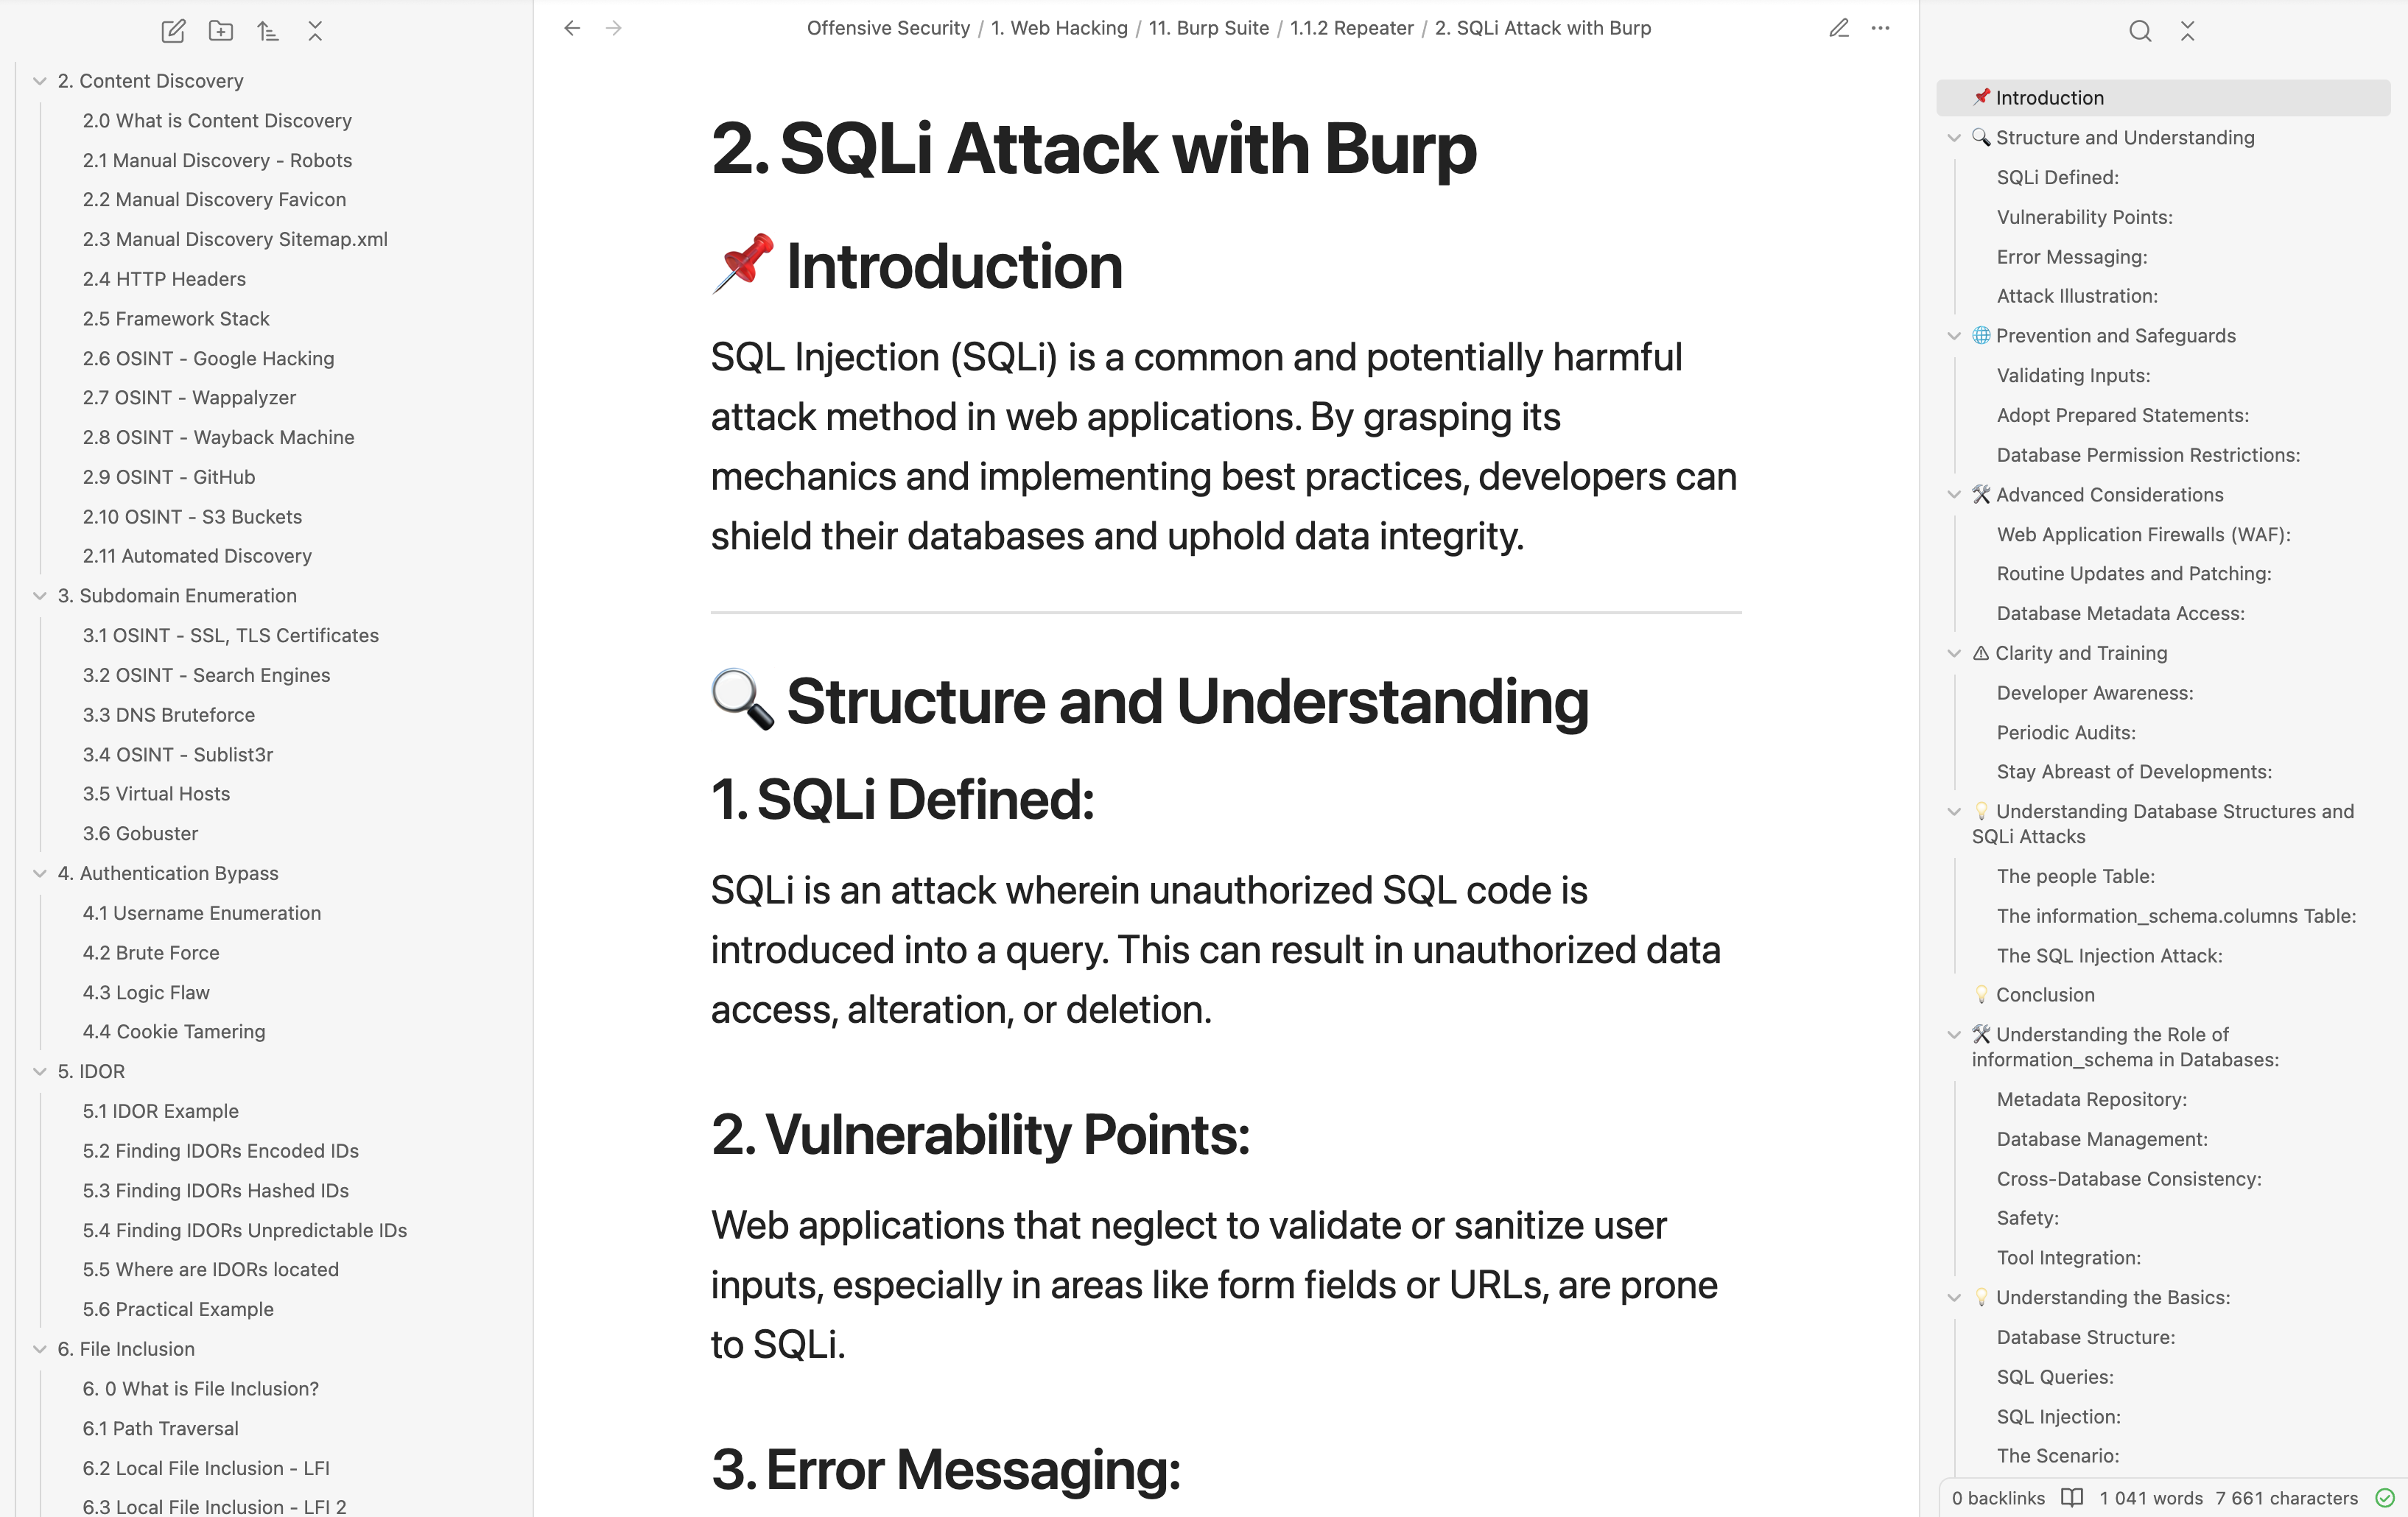 2. Content Discovery
2.0 What is Content Discovery
2.1 Manual Discovery - Robots
2.2 Manual Discovery Favicon
2.3 Manual Discovery Sitemap.xml
2.4 HTTP Headers
2.5 Framework Stack
2.6 OSINT - Google Hacking
2.7 OSINT - Wappalyzer
2.8 OSINT - Wayback Machine
2.9 OSINT - GitHub
2.10 OSINT - S3 Buckets
2.11 Automated Discovery
3. Subdomain Enumeration
3.1 OSINT - SSL, TLS Certificates
3.2 OSINT - Search Engines
3.3 DNS Bruteforce
3.4 OSINT - Sublist3r
3.5 Virtual Hosts
3.6 Gobuster
4. Authentication Bypass
4.1 Username Enumeration
4.2 Brute Force
4.3 Logic Flaw
4.4 Cookie Tamering
5. IDOR
5.1 IDOR Example
5.2 Finding IDORs Encoded IDs
5.3 Finding IDORs Hashed IDs
5.4 Finding IDORs Unpredictable IDs
5.5 Where are IDORs located
5.6 Practical Example
6. File Inclusion
6. 0 What is File Inclusion?
6.1 Path Traversal
6.2 Local File Inclusion - LFI
6.3 Local File Inclusion - LFI 2
Offensive Security / 1. Web Hacking / 11. Burp Suite / 1.1.2 Repeater / 2. SQLi Attack with Burp
2. SQLi Attack with Burp
📌 Introduction
SQL Injection (SQLi) is a common and potentially harmful
attack method in web applications. By grasping its
mechanics and implementing best practices, developers can
shield their databases and uphold data integrity.
🔍 Structure and Understanding
1. SQLi Defined:
SQLi is an attack wherein unauthorized SQL code is
introduced into a query. This can result in unauthorized data
access, alteration, or deletion.
2. Vulnerability Points:
Web applications that neglect to validate or sanitize user
inputs, especially in areas like form fields or URLs, are prone
to SQLi.
3. Error Messaging:
📌 Introduction
🔍 Structure and Understanding
SQLi Defined:
Vulnerability Points:
Error Messaging:
Attack Illustration:
🌐 Prevention and Safeguards
Validating Inputs:
Adopt Prepared Statements:
Database Permission Restrictions:
🛠 Advanced Considerations
Web Application Firewalls (WAF):
Routine Updates and Patching:
Database Metadata Access:
⚠ Clarity and Training
Developer Awareness:
Periodic Audits:
Stay Abreast of Developments:
💡 Understanding Database Structures and
SQLi Attacks
The people Table:
The information_schema.columns Table:
The SQL Injection Attack:
💡 Conclusion
🛠 Understanding the Role of
information_schema in Databases:
Metadata Repository:
Database Management:
Cross-Database Consistency:
Safety:
Tool Integration:
💡 Understanding the Basics:
Database Structure:
SQL Queries:
SQL Injection:
The Scenario:
0 backlinks 1 041 words 7 661 characters